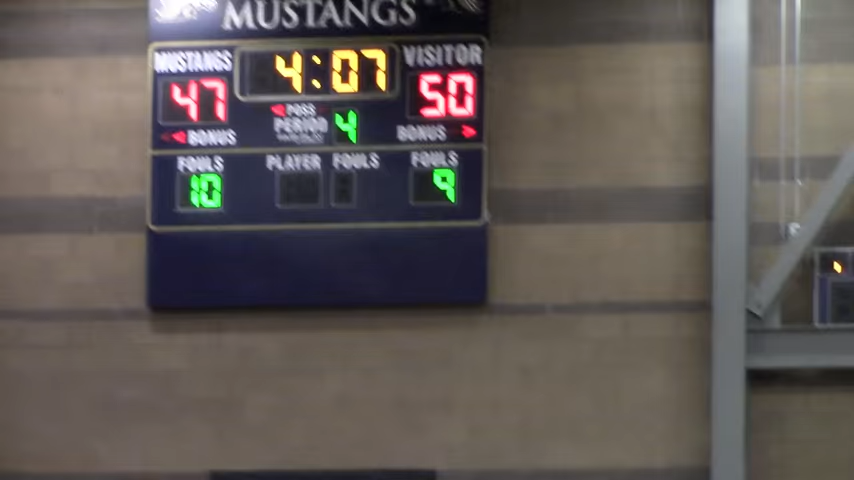 MUSTANGS
MUSTANGS 4:07 VISITOR
47 50
POSS
PERIOD 4
BONUS BONUS
FOULS PLAYER FOULS FOULS
10 9